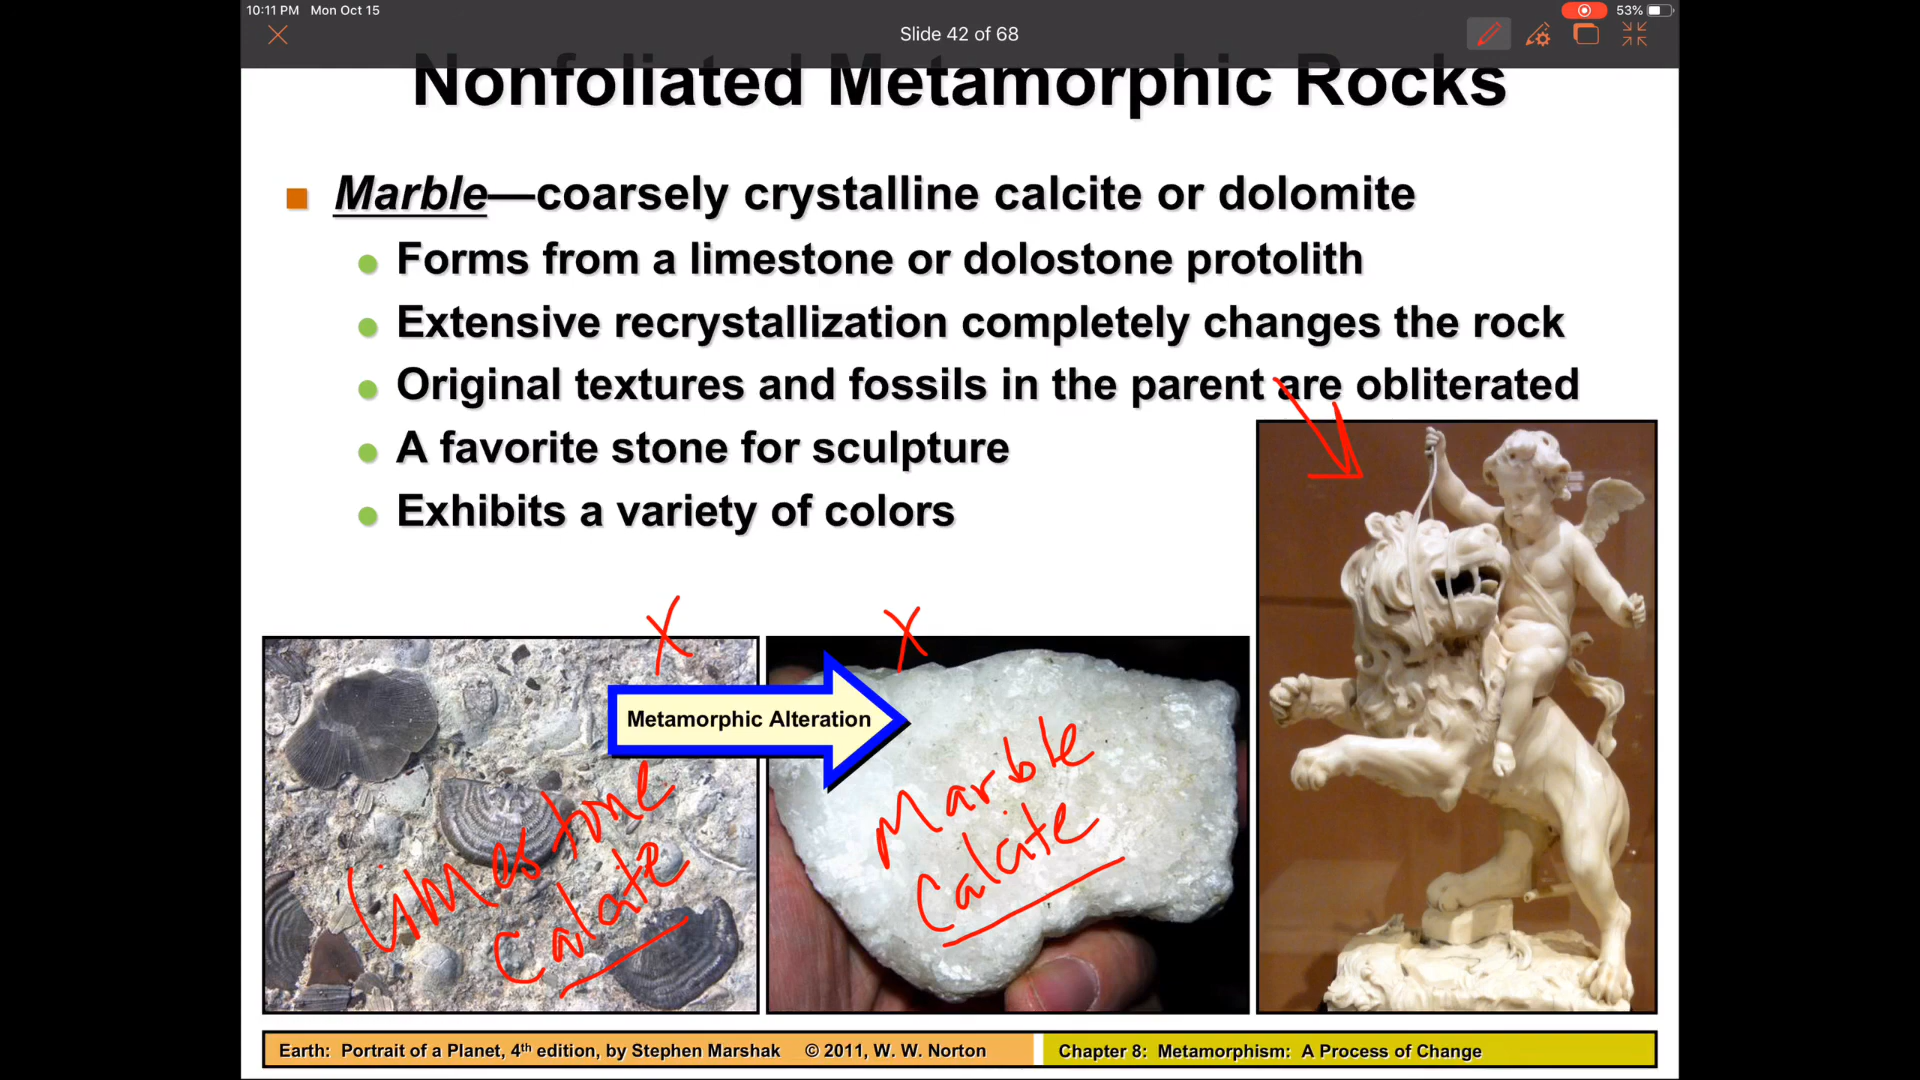 10:11 PM Mon Oct 15
Slide 42 of 68
53%
Nonfoliated Metamorphic Rocks
Marble—coarsely crystalline calcite or dolomite
Forms from a limestone or dolostone protolith
Extensive recrystallization completely changes the rock
Original textures and fossils in the parent are obliterated
A favorite stone for sculpture
Exhibits a variety of colors
X
X
Metamorphic Alteration
Limestone
Calcite
Marble
Calcite
Earth: Portrait of a Planet, 4th edition, by Stephen Marshak © 2011, W. W. Norton
Chapter 8: Metamorphism: A Process of Change